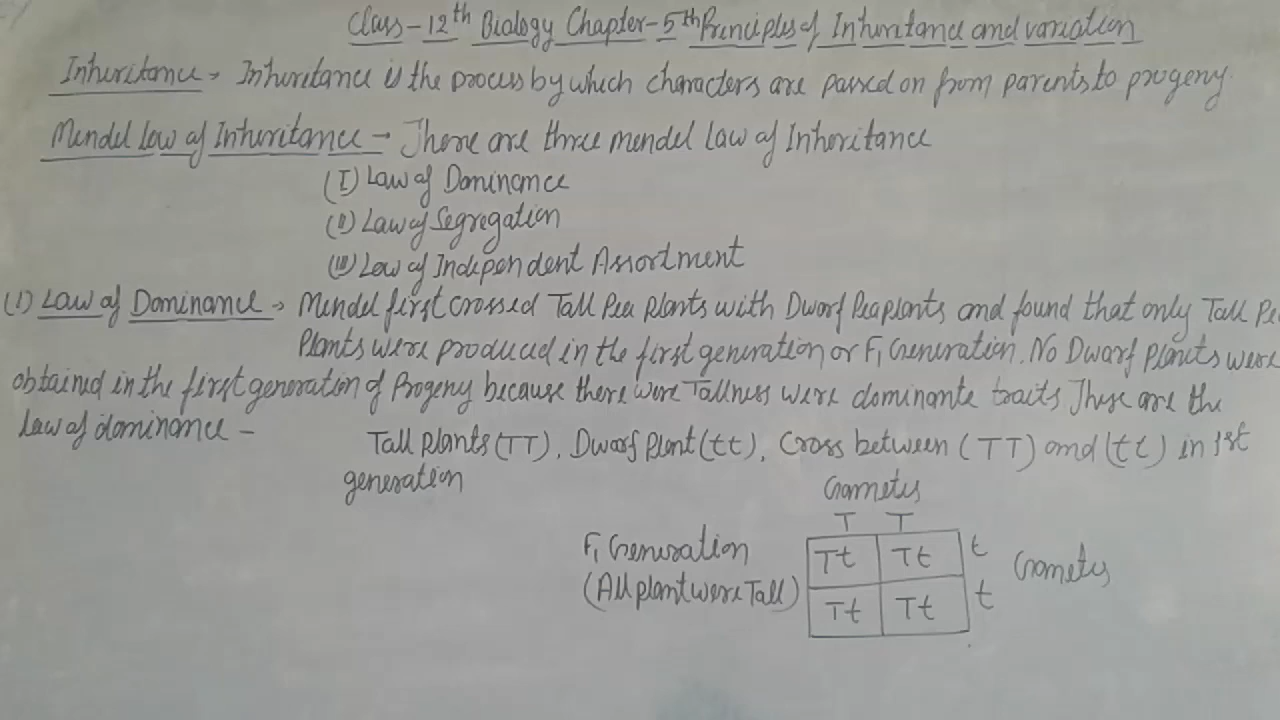 Class-12th Biology Chapter-5th Principles of Inheritance and variation
Inheritance → Inheritance is the process by which characters are passed on from parents to progeny.
Mendel law of Inheritance - There are three mendel law of Inheritance
(I) Law of Dominance
(II) Law of Segregation
(III) Law of Independent Assortment
(I) Law of Dominance → Mendel first crossed Tall Pea plants with Dwarf Pea plants and found that only Tall Pe
Plants were produced in the first generation or F1 Generation. No Dwarf plants were
obtained in the first generation of Progeny because there were Tallness were dominante traits. These are the
law of dominance -
Tall plants (TT), Dwarf plant (tt), Cross between (TT) and (tt) in 1st
generation
Gametes
T T
F1 Generation
(All plant were Tall)
Tt Tt t
Tt Tt t
Gametes